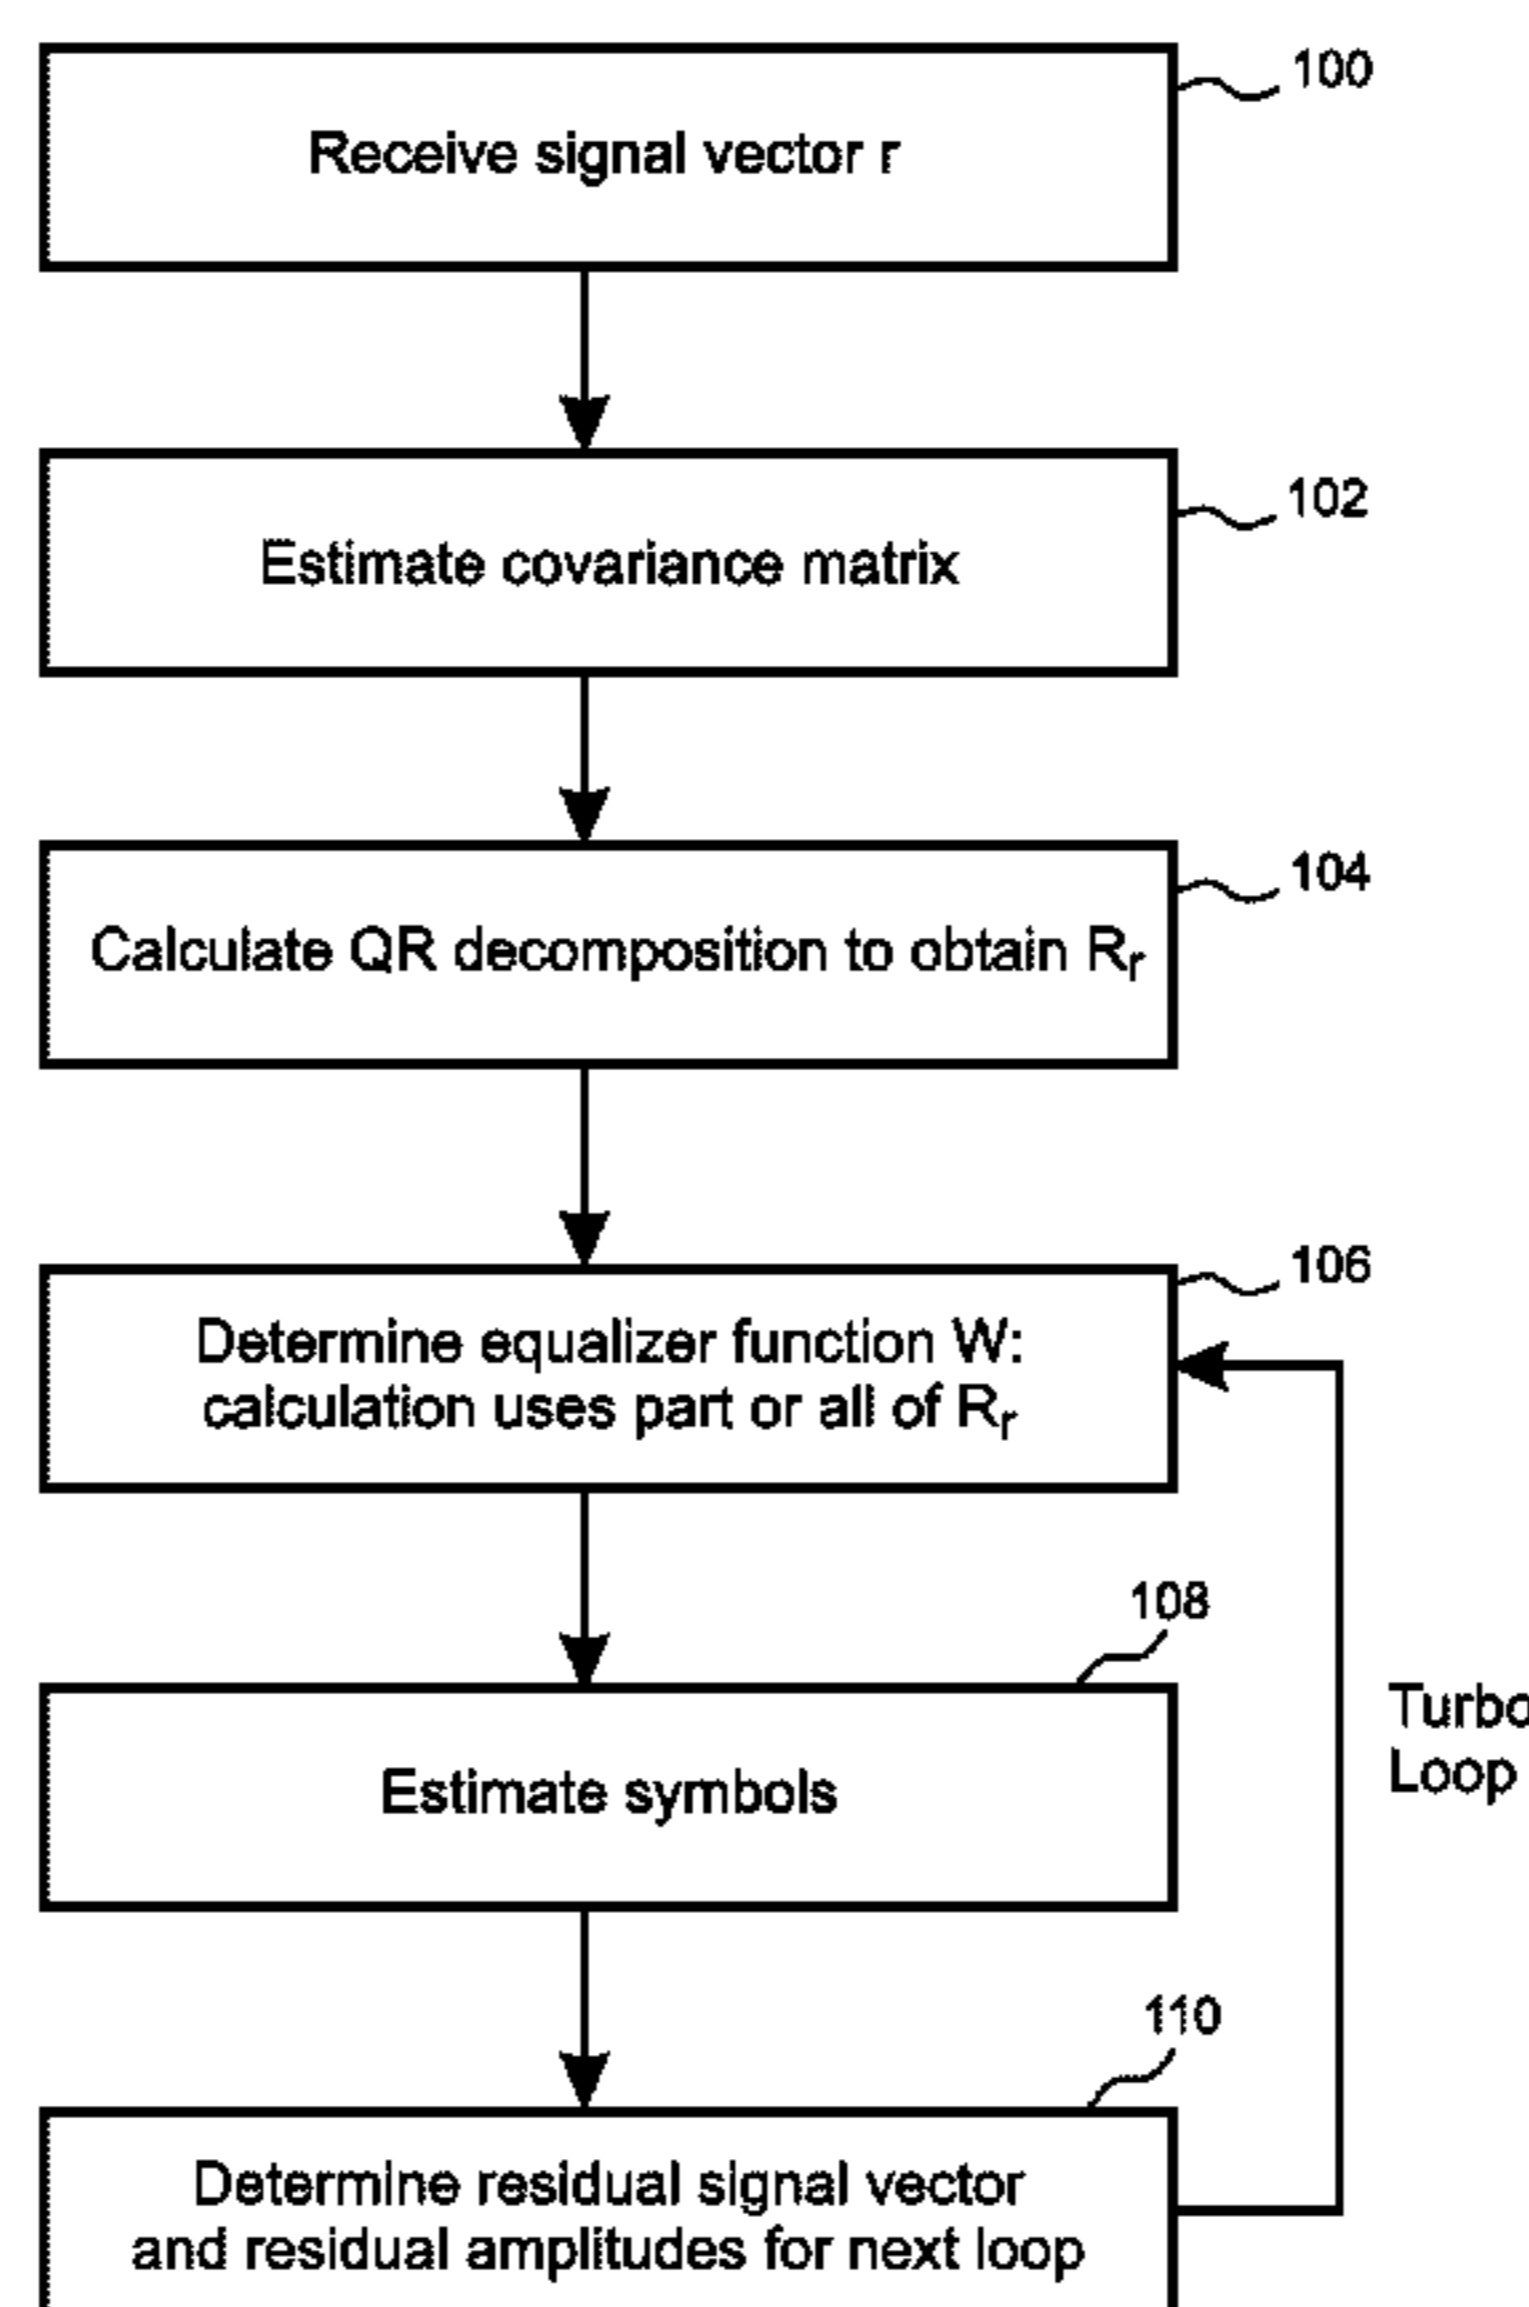 100
Receive signal vector r
102
Estimate covariance matrix
104
Calculate QR decomposition to obtain Rr
106
Determine equalizer function W:
calculation uses part or all of Rr
108
Estimate symbols
Turbo
Loop
110
Determine residual signal vector
and residual amplitudes for next loop